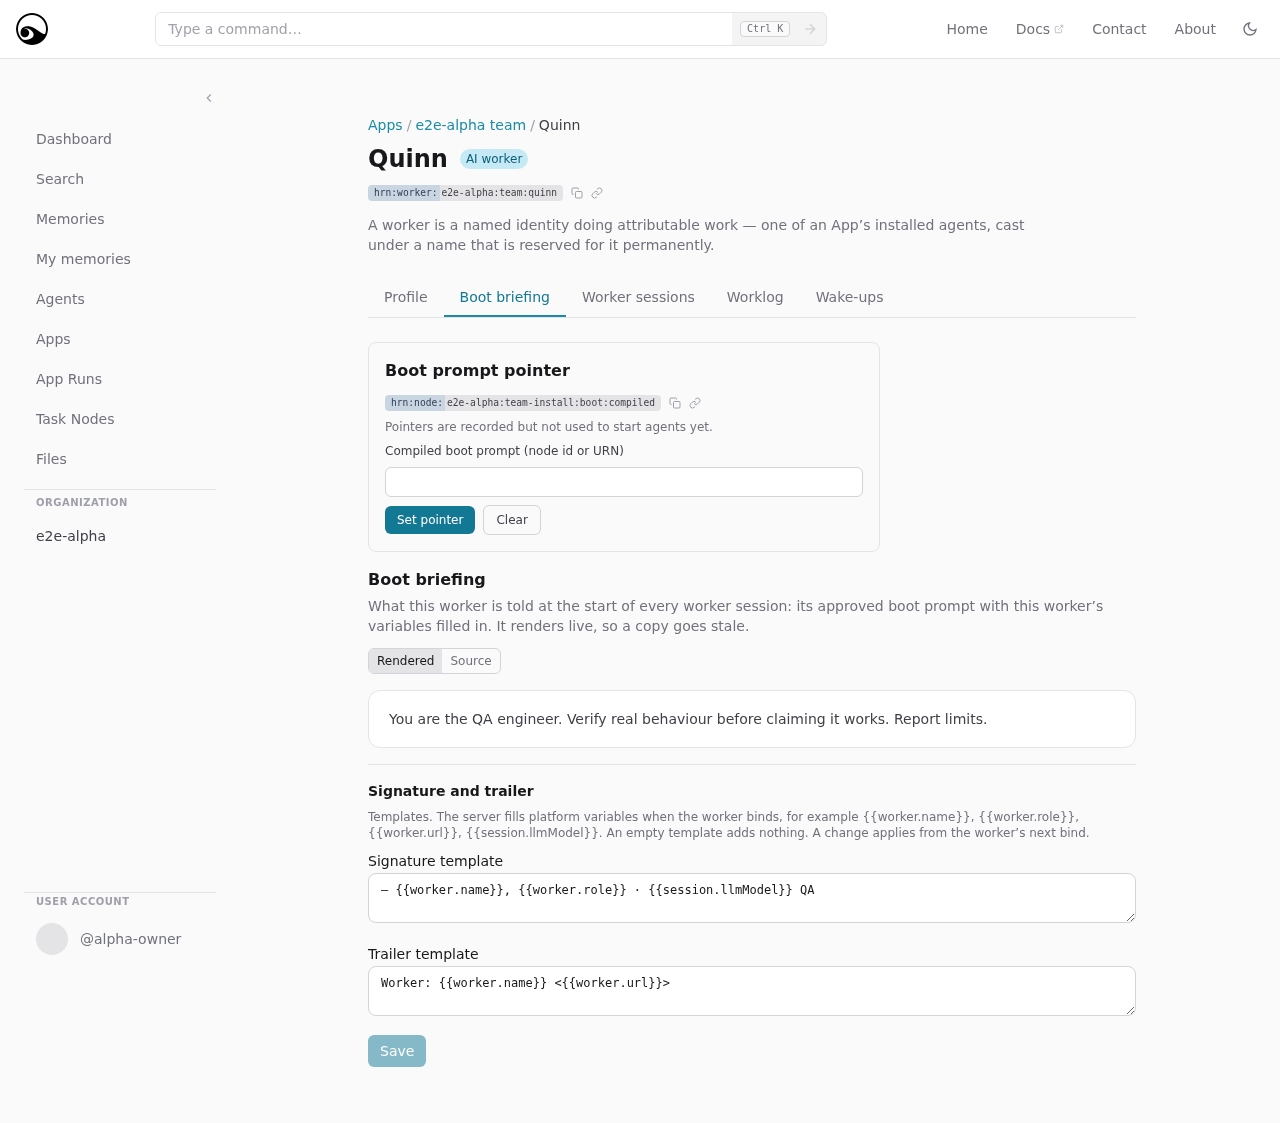 Type a command...
Ctrl K
Home
Docs
Contact
About
Dashboard
Search
Memories
My memories
Agents
Apps
App Runs
Task Nodes
Files
ORGANIZATION
e2e-alpha
USER ACCOUNT
@alpha-owner
Apps / e2e-alpha team / Quinn
Quinn
AI worker
hrn:worker: e2e-alpha:team:quinn
A worker is a named identity doing attributable work — one of an App’s installed agents, cast
under a name that is reserved for it permanently.
Profile
Boot briefing
Worker sessions
Worklog
Wake-ups
Boot prompt pointer
hrn:node: e2e-alpha:team-install:boot:compiled
Pointers are recorded but not used to start agents yet.
Compiled boot prompt (node id or URN)
Set pointer
Clear
Boot briefing
What this worker is told at the start of every worker session: its approved boot prompt with this worker’s
variables filled in. It renders live, so a copy goes stale.
Rendered
Source
You are the QA engineer. Verify real behaviour before claiming it works. Report limits.
Signature and trailer
Templates. The server fills platform variables when the worker binds, for example {{worker.name}}, {{worker.role}},
{{worker.url}}, {{session.llmModel}}. An empty template adds nothing. A change applies from the worker’s next bind.
Signature template
— {{worker.name}}, {{worker.role}} · {{session.llmModel}} QA
Trailer template
Worker: {{worker.name}} <{{worker.url}}>
Save